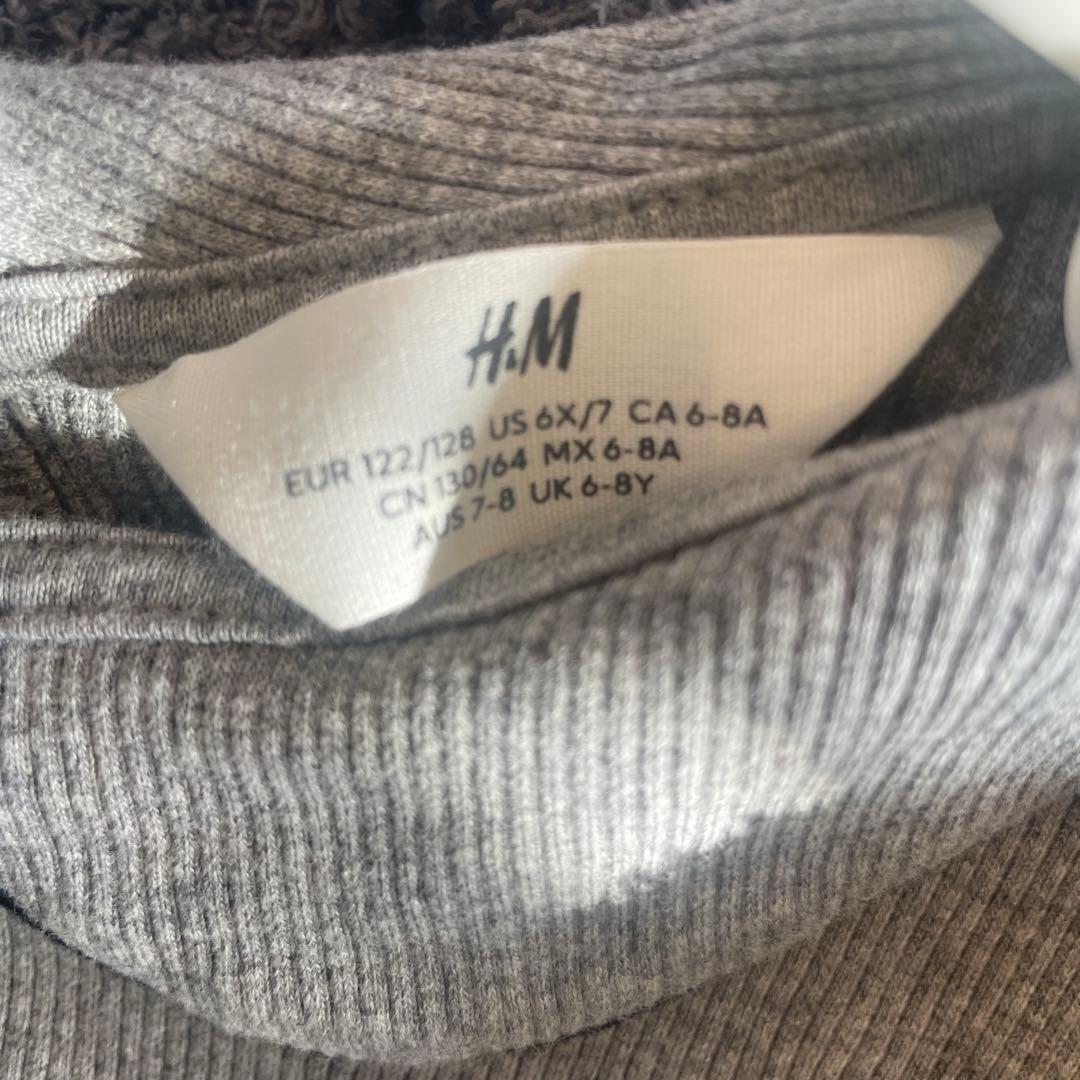 H&M
EUR 122/128 US 6X/7 CA 6-8A
CN 130/64 MX 6-8A
AUS 7-8 UK 6-8Y